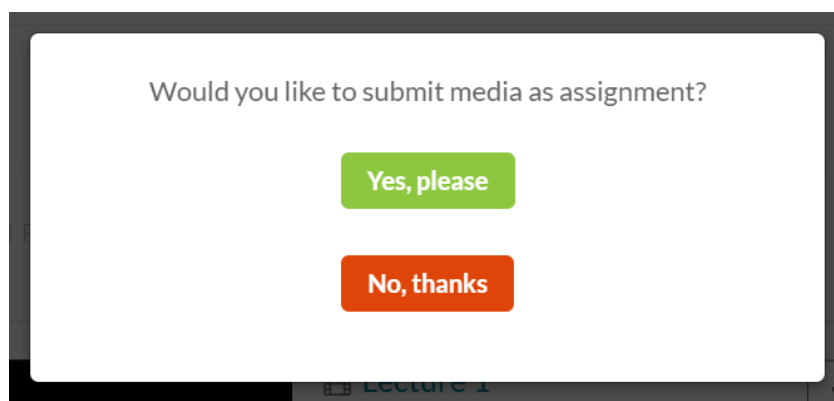 Would you like to submit media as assignment?
Yes, please
No, thanks
Lecture 1